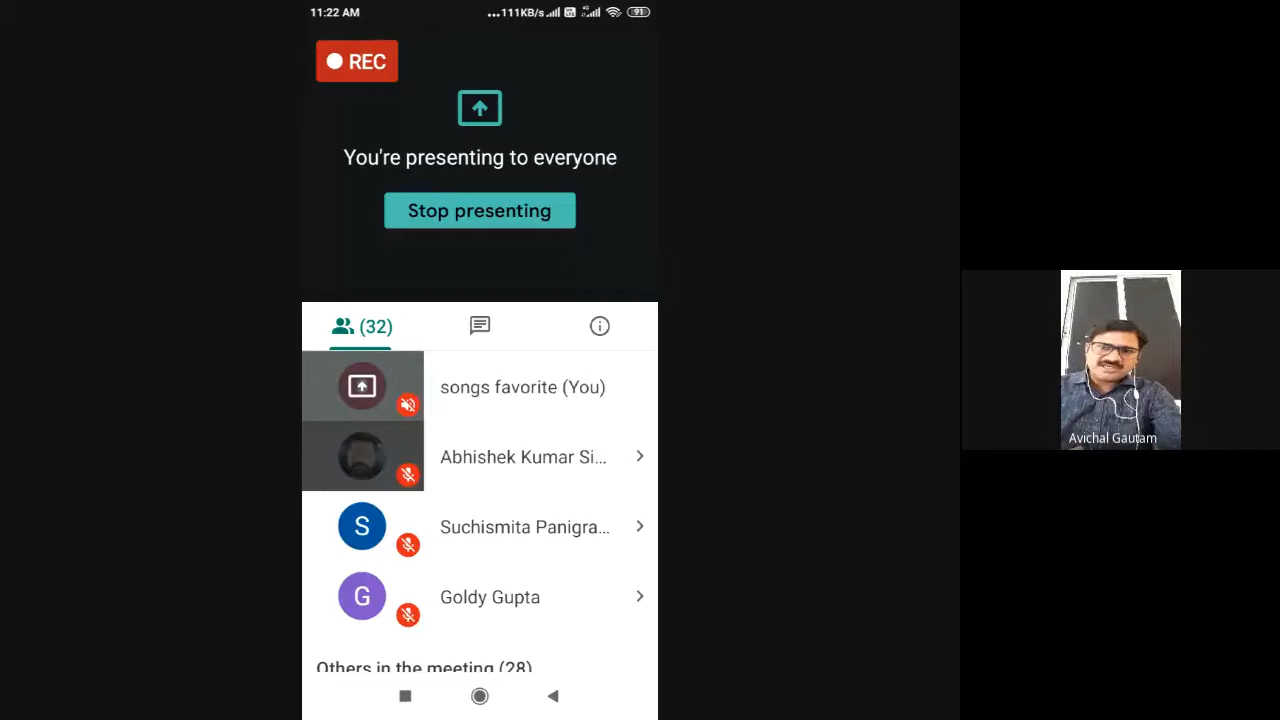 11:22 AM
...111KB/s
91
REC
You're presenting to everyone
Stop presenting
(32)
songs favorite (You)
Abhishek Kumar Si...
S
Suchismita Panigra...
G
Goldy Gupta
Others in the meeting (28)
Avichal Gautam